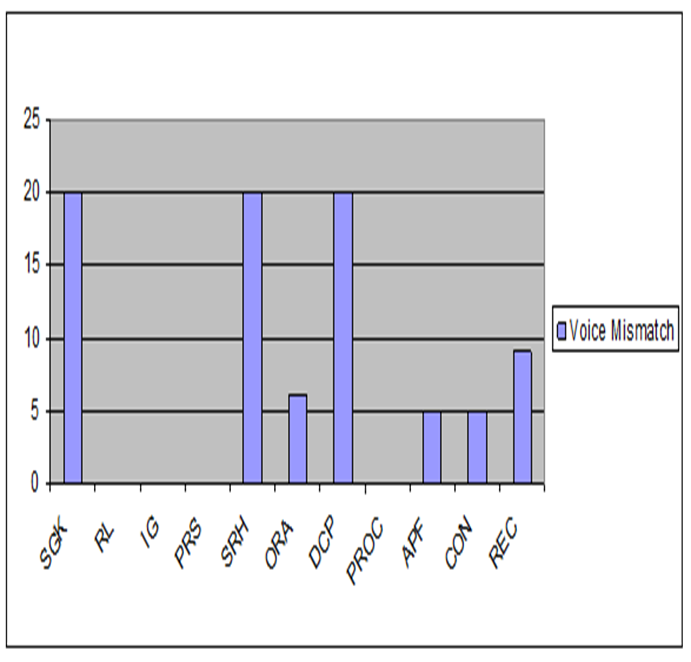 25
20
15
10
5
0
SGK
RL
IG
PRS
SRH
ORA
DCP
PROC
APF
CON
REC
Voice Mismatch